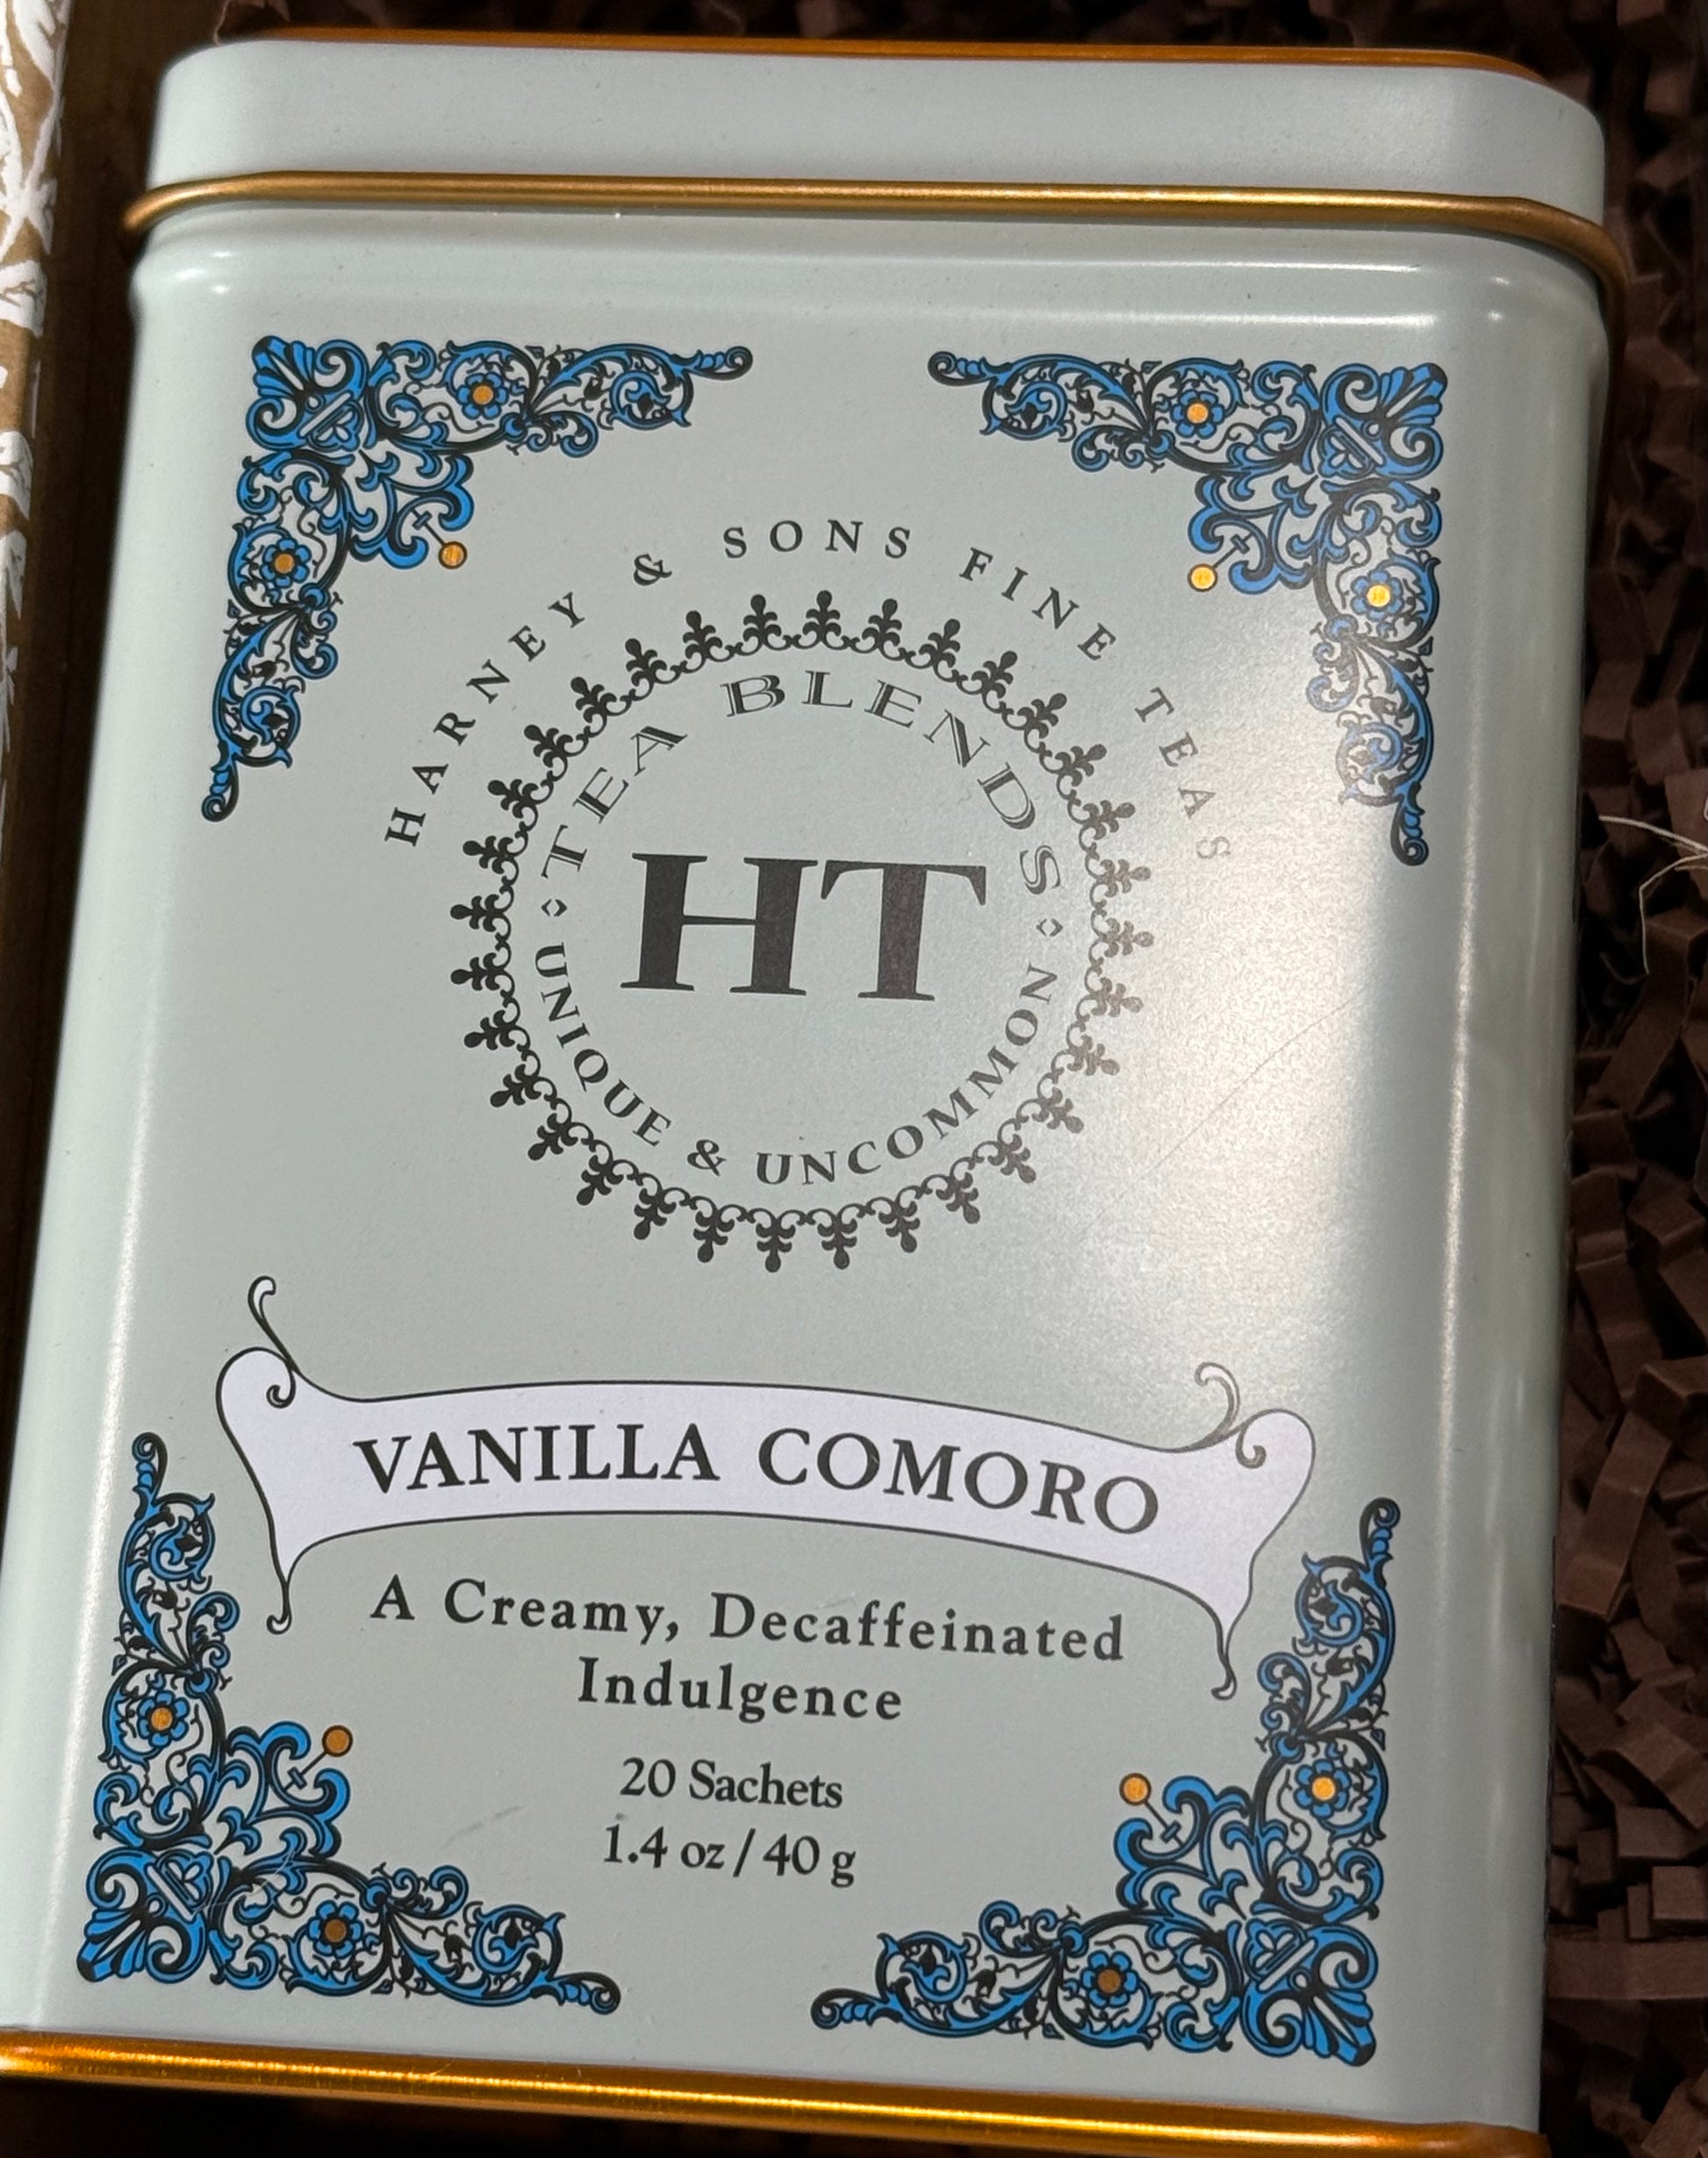 HARNEY & SONS FINE TEAS
TEA BLENDS
HT
UNIQUE & UNCOMMON
VANILLA COMORO
A Creamy, Decaffeinated
Indulgence
20 Sachets
1.4 oz / 40 g